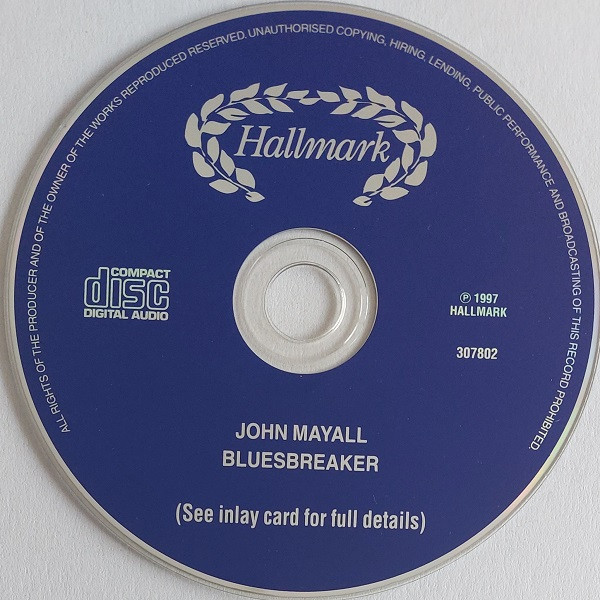 ALL RIGHTS OF THE PRODUCER AND OF THE OWNER OF THE WORKS REPRODUCED RESERVED. UNAUTHORISED COPYING, HIRING, LENDING, PUBLIC PERFORMANCE AND BROADCASTING OF THIS RECORD PROHIBITED.
Hallmark
COMPACT
disc
DIGITAL AUDIO
℗ 1997
HALLMARK
307802
JOHN MAYALL
BLUESBREAKER
(See inlay card for full details)